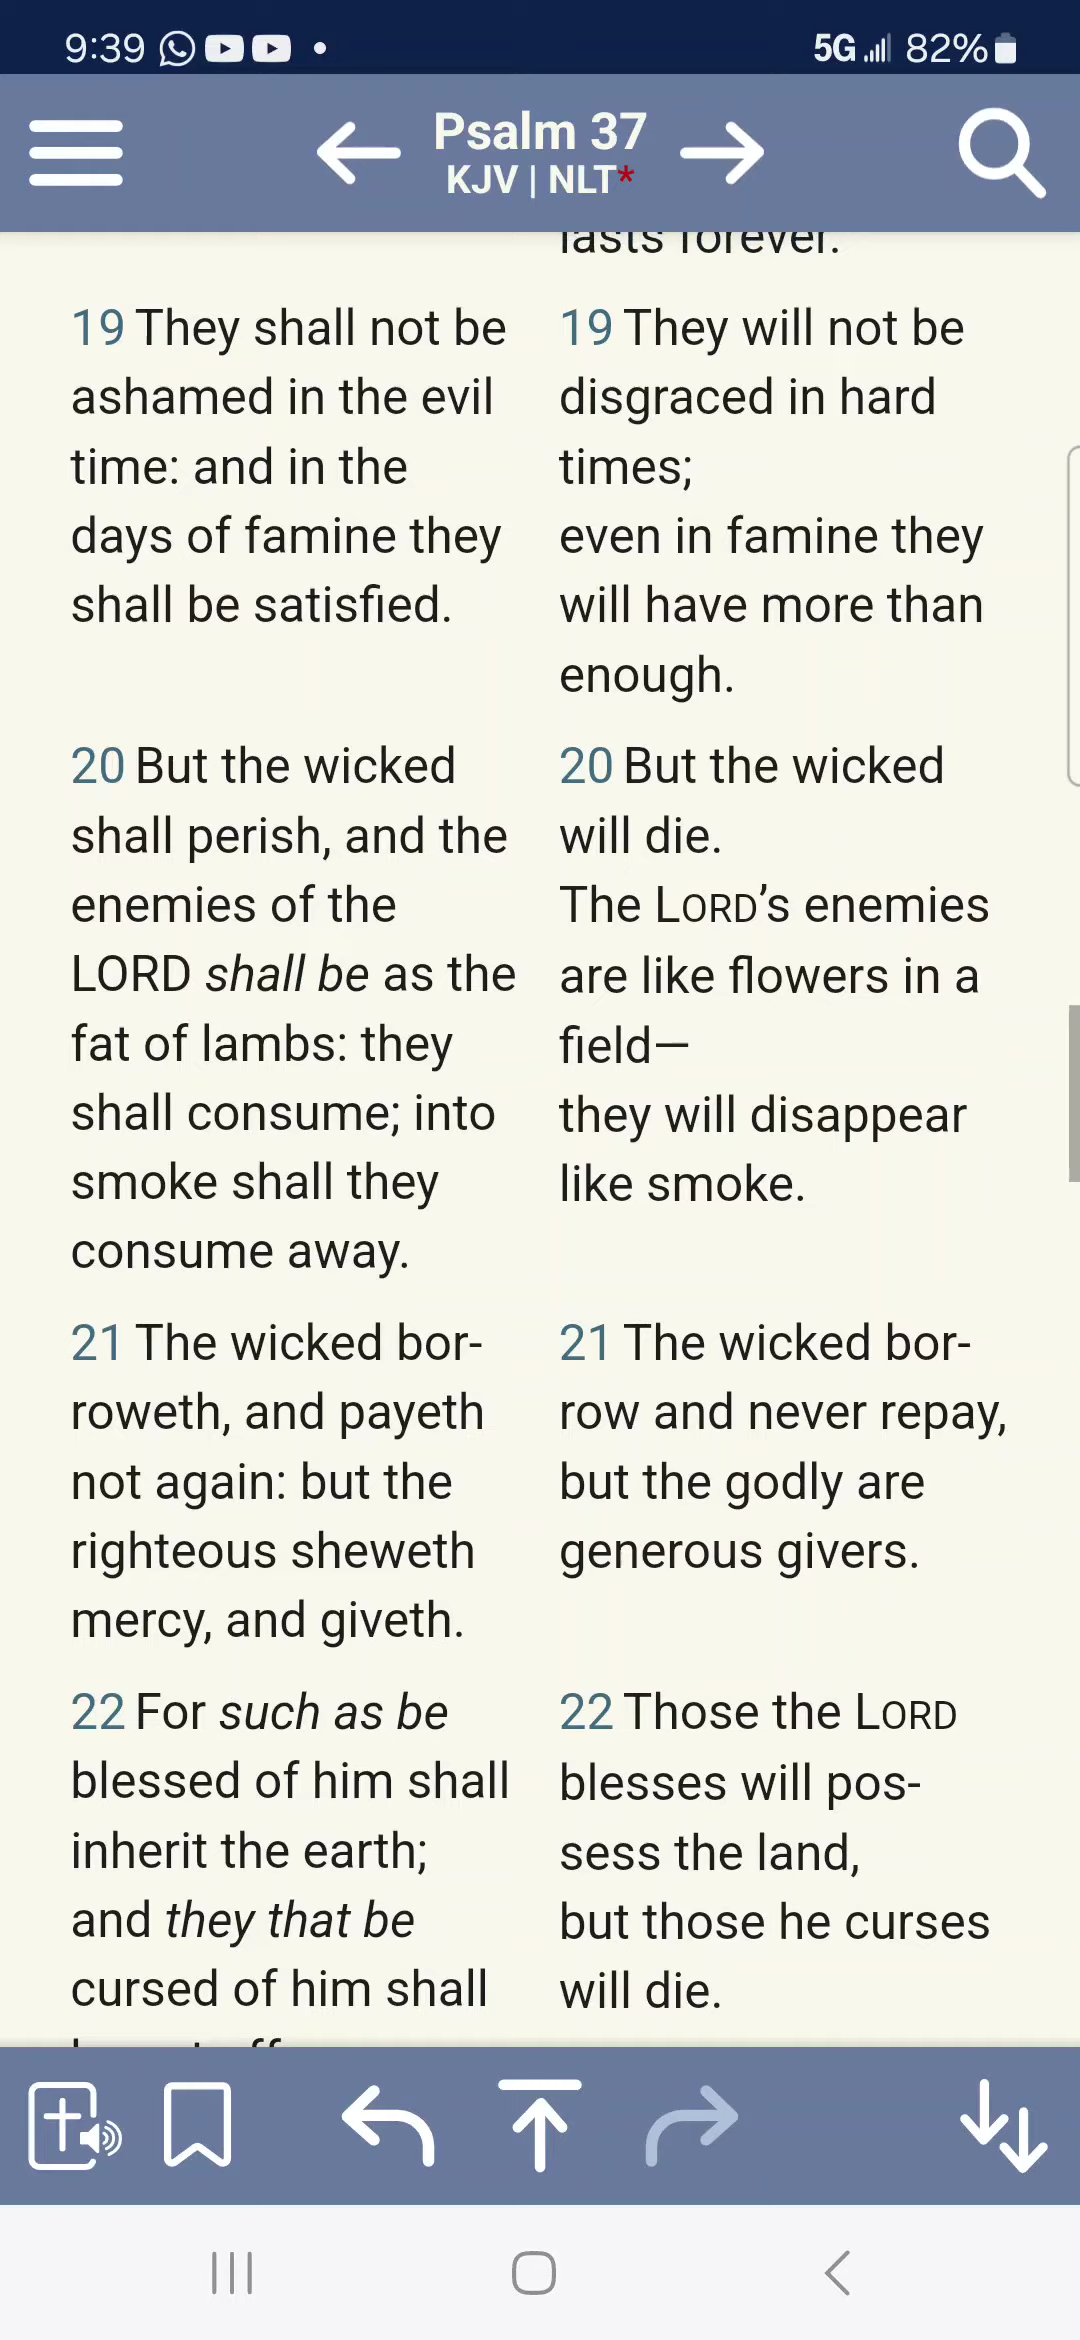 9:39
5G 82%
Psalm 37
KJV | NLT*
lasts forever.
19 They shall not be
ashamed in the evil
time: and in the
days of famine they
shall be satisfied.
19 They will not be
disgraced in hard
times;
even in famine they
will have more than
enough.
20 But the wicked
shall perish, and the
enemies of the
LORD shall be as the
fat of lambs: they
shall consume; into
smoke shall they
consume away.
20 But the wicked
will die.
The LORD’s enemies
are like flowers in a
field—
they will disappear
like smoke.
21 The wicked bor-
roweth, and payeth
not again: but the
righteous sheweth
mercy, and giveth.
21 The wicked bor-
row and never repay,
but the godly are
generous givers.
22 For such as be
blessed of him shall
inherit the earth;
and they that be
cursed of him shall
22 Those the LORD
blesses will pos-
sess the land,
but those he curses
will die.